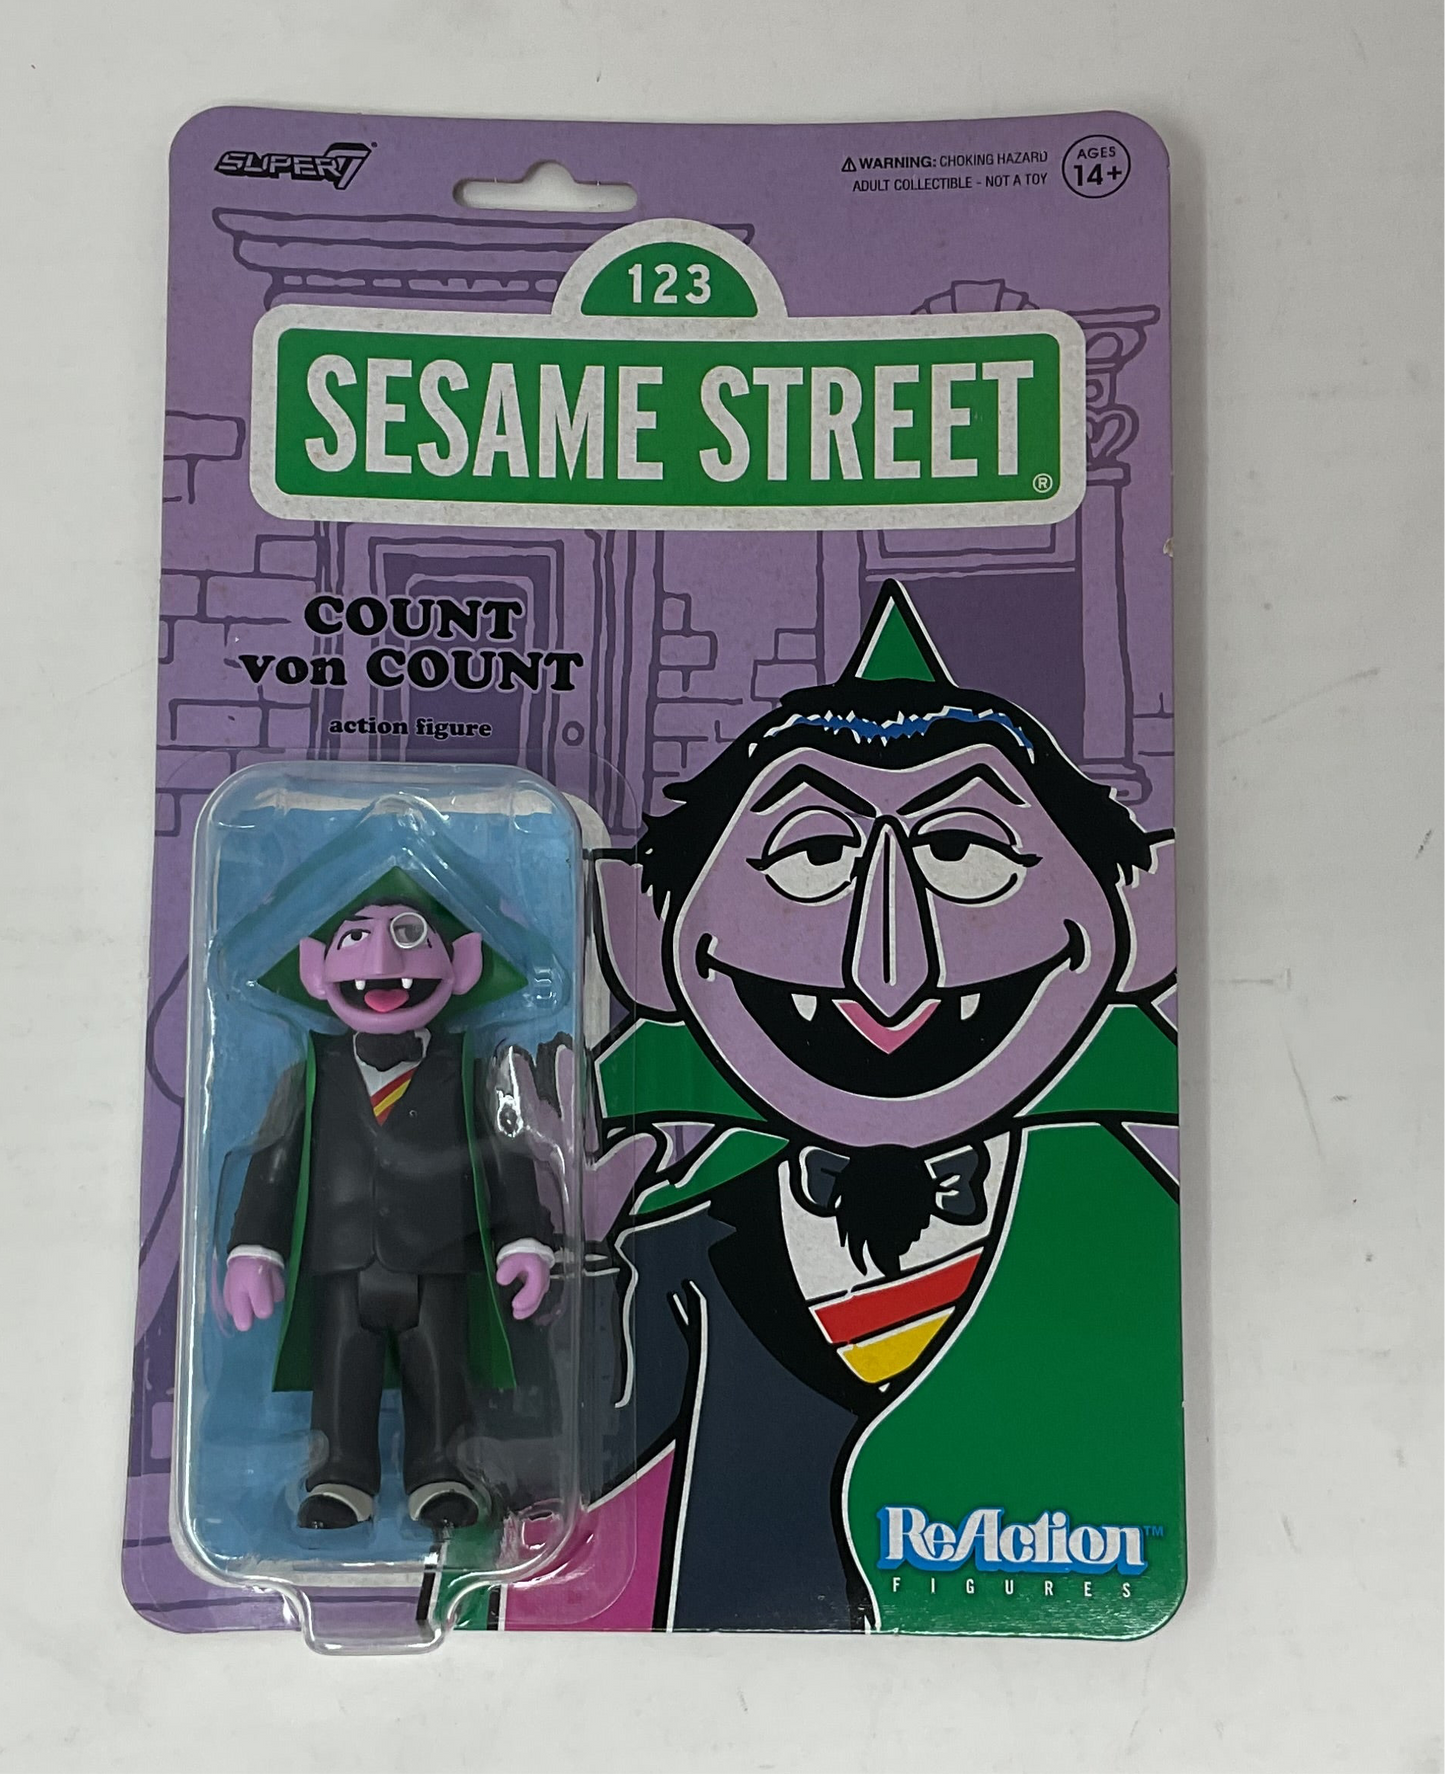 SUPER7
⚠ WARNING: CHOKING HAZARD
ADULT COLLECTIBLE - NOT A TOY
AGES
14+
123
SESAME STREET®
COUNT
von COUNT
action figure
ReAction™
FIGURES